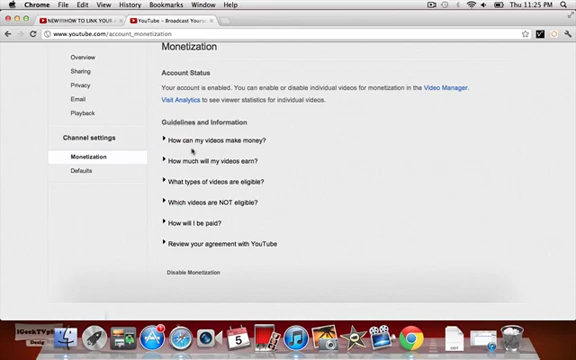 Chrome File Edit View History Bookmarks Window Help
Thu 11:25 PM
YouTube – Broadcast Yourse
www.youtube.com/account_monetization
Overview
Sharing
Privacy
Email
Playback
Channel settings
Monetization
Defaults
Monetization
Account Status
Your account is enabled. You can enable or disable individual videos for monetization in the Video Manager.
Visit Analytics to see viewer statistics for individual videos.
Guidelines and Information
How can my videos make money?
How much will my videos earn?
What types of videos are eligible?
Which videos are NOT eligible?
How will I be paid?
Review your agreement with YouTube
Disable Monetization
5